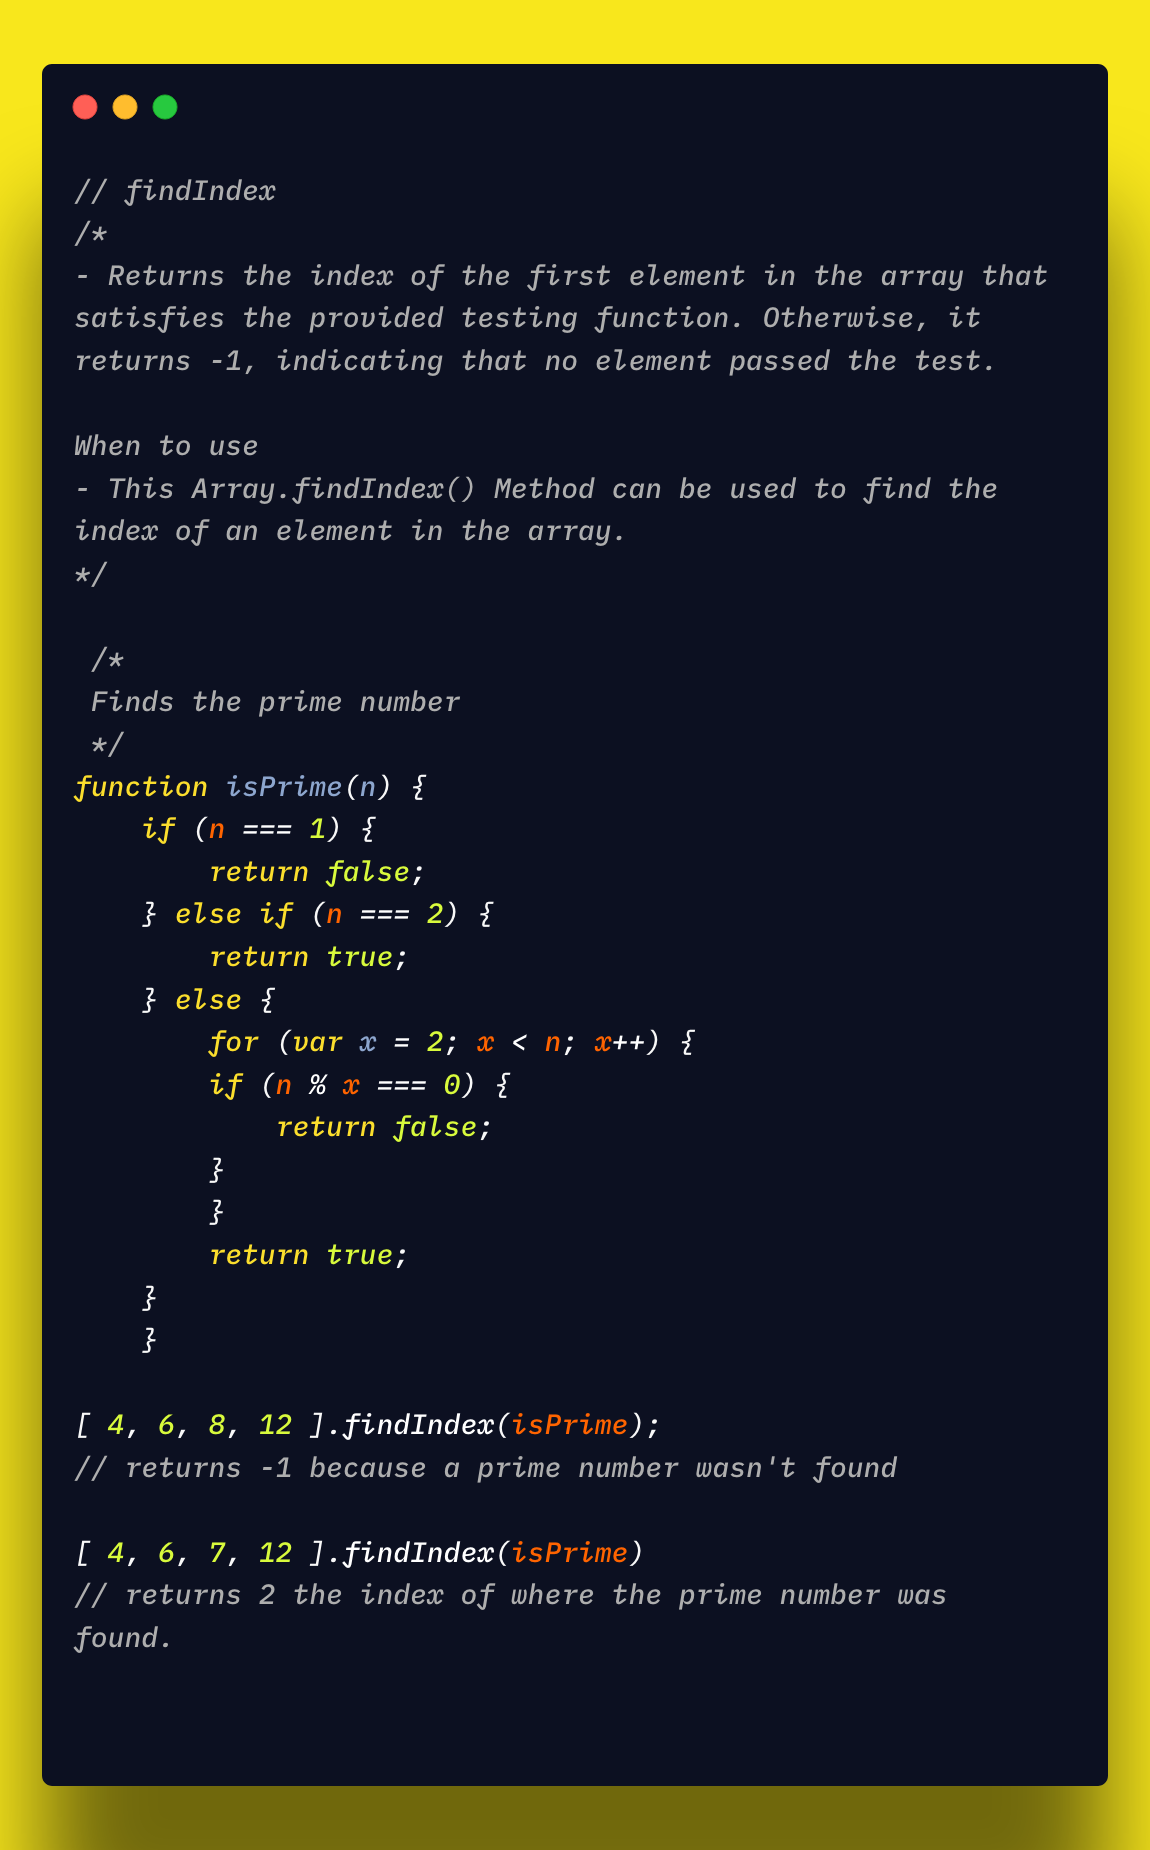 // findIndex
/*
- Returns the index of the first element in the array that
satisfies the provided testing function. Otherwise, it
returns -1, indicating that no element passed the test.

When to use
- This Array.findIndex() Method can be used to find the
index of an element in the array.
*/

 /*
 Finds the prime number
 */
function isPrime(n) {
    if (n === 1) {
        return false;
    } else if (n === 2) {
        return true;
    } else {
        for (var x = 2; x < n; x++) {
        if (n % x === 0) {
            return false;
        }
        }
        return true;
    }
    }

[ 4, 6, 8, 12 ].findIndex(isPrime);
// returns -1 because a prime number wasn't found

[ 4, 6, 7, 12 ].findIndex(isPrime)
// returns 2 the index of where the prime number was
found.